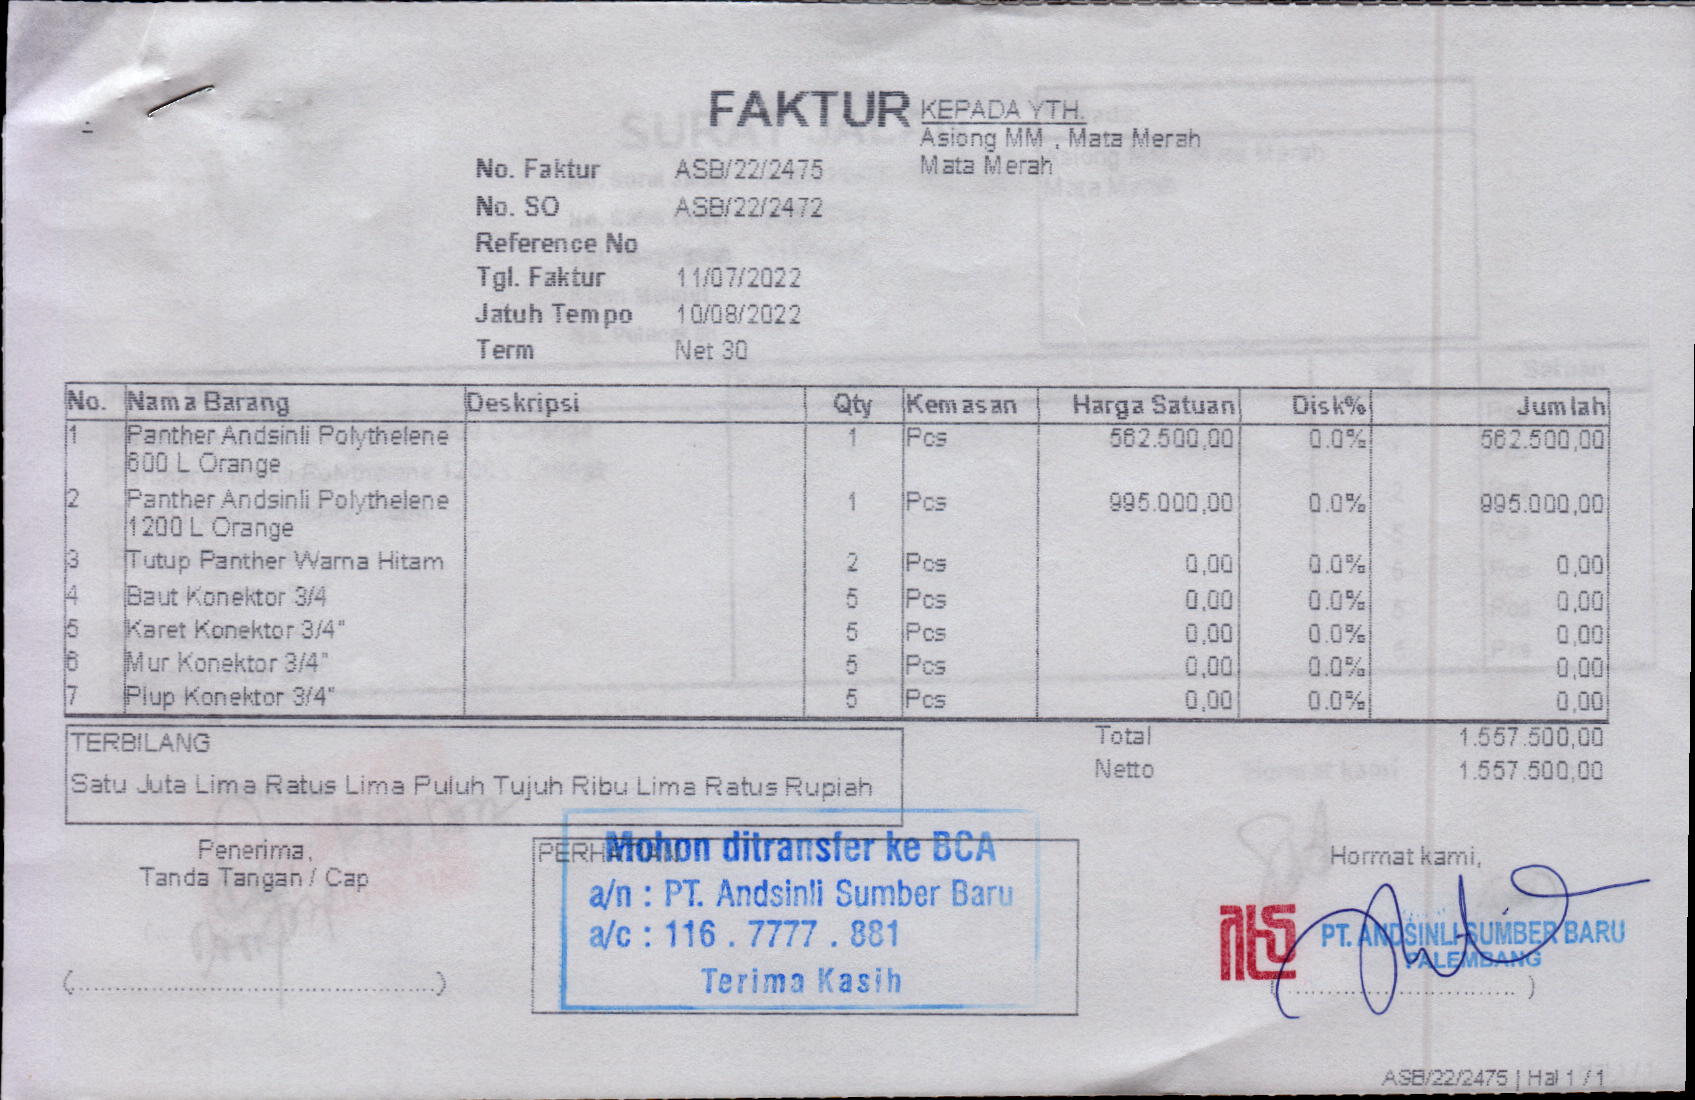 FAKTUR
KEPADA YTH.
Asiong MM , Mata Merah
Mata Merah
No. Faktur ASB/22/2475
No. SO ASB/22/2472
Reference No
Tgl. Faktur 11/07/2022
Jatuh Tempo 10/08/2022
Term Net 30
No. Nama Barang Deskripsi Qty Kemasan Harga Satuan Disk% Jumlah
1 Panther Andsinli Polythelene 1 Pcs 562.500,00 0.0% 562.500,00
600 L Orange
2 Panther Andsinli Polythelene 1 Pcs 995.000,00 0.0% 995.000,00
1200 L Orange
3 Tutup Panther Warna Hitam 2 Pcs 0,00 0.0% 0,00
4 Baut Konektor 3/4 5 Pcs 0,00 0.0% 0,00
5 Karet Konektor 3/4" 5 Pcs 0,00 0.0% 0,00
6 Mur Konektor 3/4" 5 Pcs 0,00 0.0% 0,00
7 Plup Konektor 3/4" 5 Pcs 0,00 0.0% 0,00
Total 1.557.500,00
Netto 1.557.500,00
TERBILANG
Satu Juta Lima Ratus Lima Puluh Tujuh Ribu Lima Ratus Rupiah
Penerima,
Tanda Tangan / Cap
(................................................)
PERHATIAN
Mohon ditransfer ke BCA
a/n : PT. Andsinli Sumber Baru
a/c : 116 . 7777 . 881
Terima Kasih
Hormat kami,
PT. ANDSINLI SUMBER BARU
PALEMBANG
(..............................)
ASB/22/2475 | Hal 1 / 1